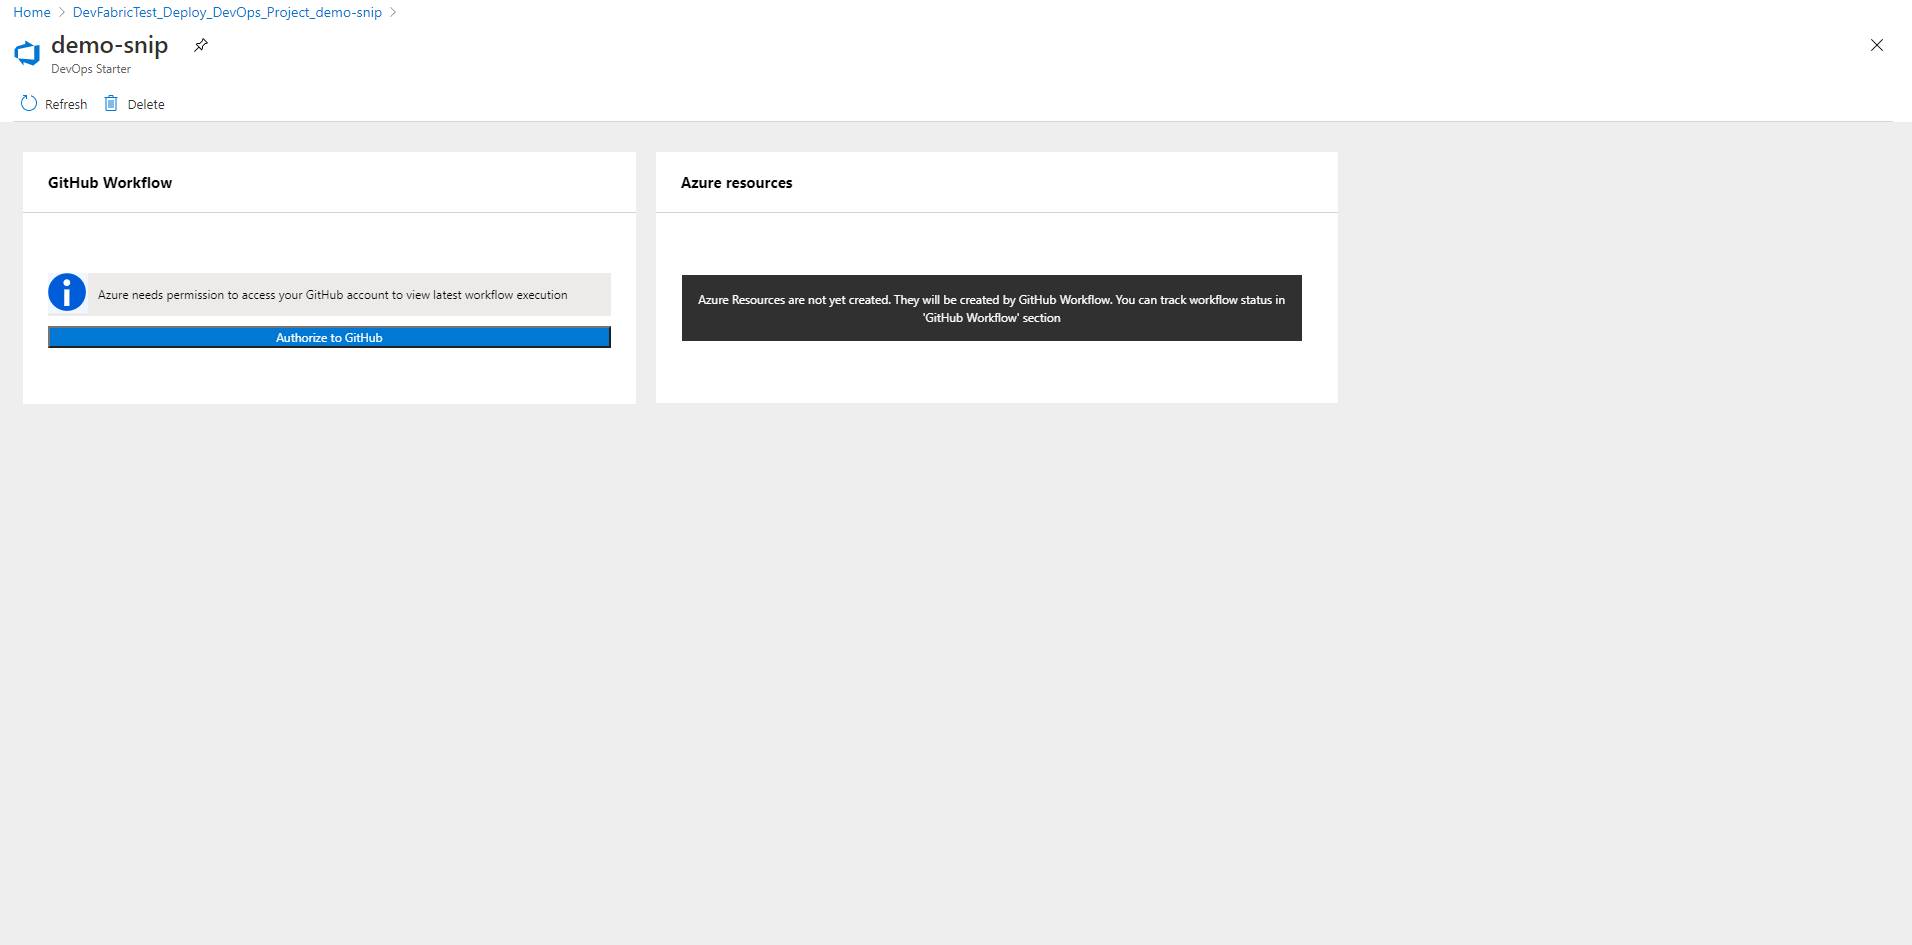 Home > DevFabricTest_Deploy_DevOps_Project_demo-snip >
demo-snip
DevOps Starter
Refresh Delete
GitHub Workflow
Azure needs permission to access your GitHub account to view latest workflow execution
Authorize to GitHub
Azure resources
Azure Resources are not yet created. They will be created by GitHub Workflow. You can track workflow status in
'GitHub Workflow' section